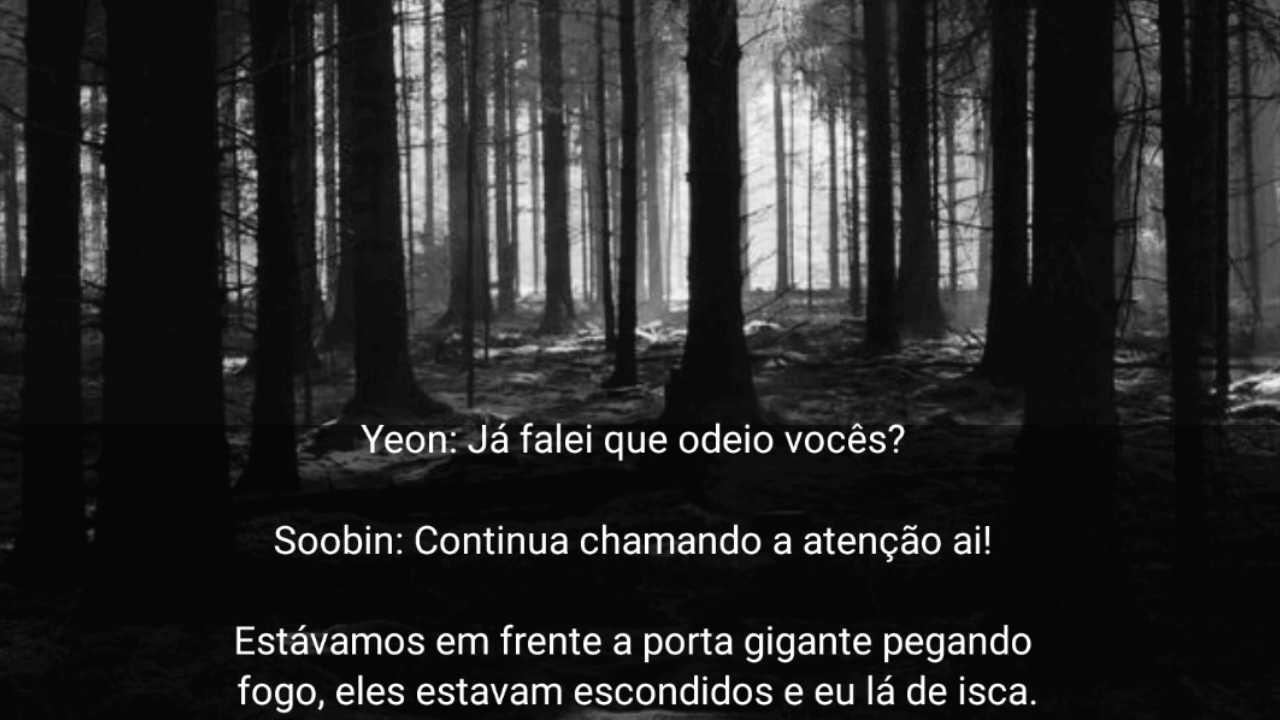 Yeon: Já falei que odeio vocês?
Soobin: Continua chamando a atenção ai!
Estávamos em frente a porta gigante pegando
fogo, eles estavam escondidos e eu lá de isca.